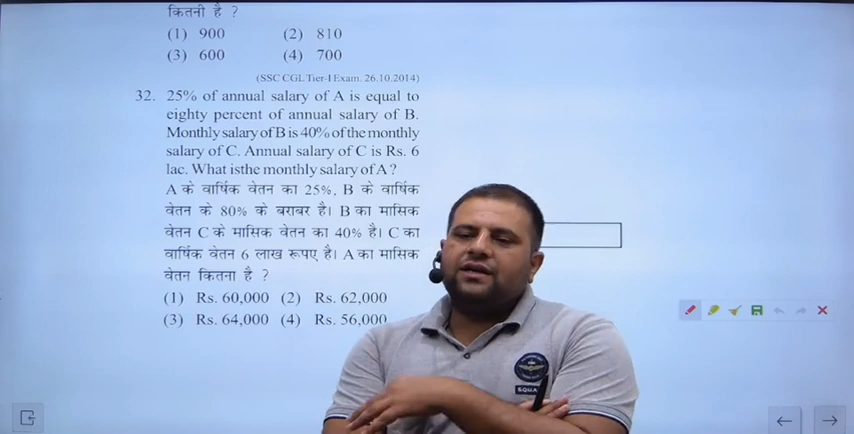 कितनी है ?
(1) 900 (2) 810
(3) 600 (4) 700
(SSC CGL Tier-I Exam. 26.10.2014)
32. 25% of annual salary of A is equal to
eighty percent of annual salary of B.
Monthly salary of B is 40% of the monthly
salary of C. Annual salary of C is Rs. 6
lac. What isthe monthly salary of A ?
A के वार्षिक वेतन का 25%, B के वार्षिक
वेतन के 80% के बराबर है। B का मासिक
वेतन C के मासिक वेतन का 40% है। C का
वार्षिक वेतन 6 लाख रूपए है। A का मासिक
वेतन कितना है ?
(1) Rs. 60,000 (2) Rs. 62,000
(3) Rs. 64,000 (4) Rs. 56,000